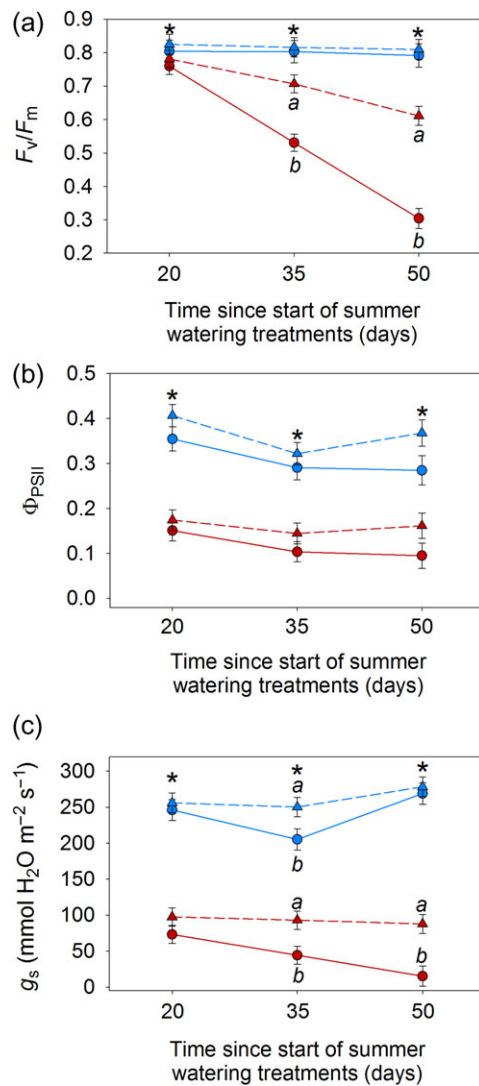 (a)
* * *
0.9
0.8
0.7
0.6
0.5
0.4
0.3
0.2
Fv/Fm
a
a
b
b
20 35 50
Time since start of summer
watering treatments (days)
(b)
0.5
0.4
0.3
0.2
0.1
0.0
ΦPSII
* * *
20 35 50
Time since start of summer
watering treatments (days)
(c)
300
250
200
150
100
50
0
gs (mmol H2O m−2 s−1)
* * *
a
b
a a
b b
20 35 50
Time since start of summer
watering treatments (days)